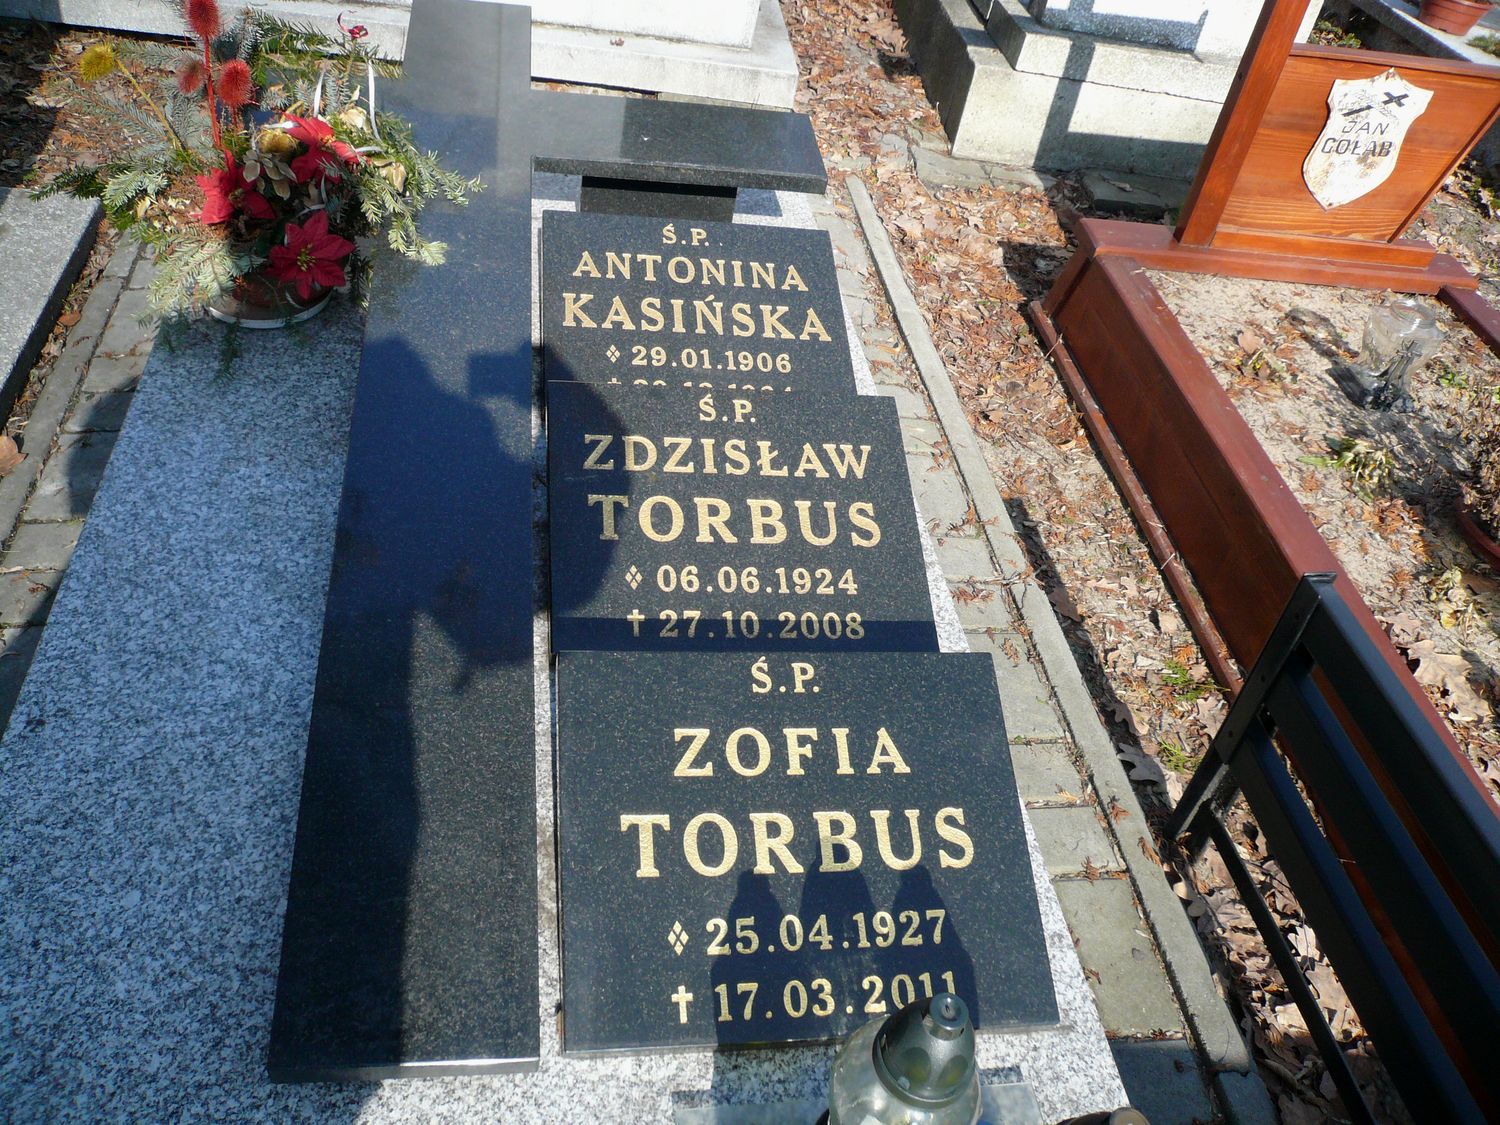 Ś.P.
ANTONINA
KASIŃSKA
29.01.1906
Ś.P.
ZDZISŁAW
TORBUS
06.06.1924
✝ 27.10.2008
Ś.P.
ZOFIA
TORBUS
25.04.1927
✝ 17.03.2011
JAN
GOŁĄB